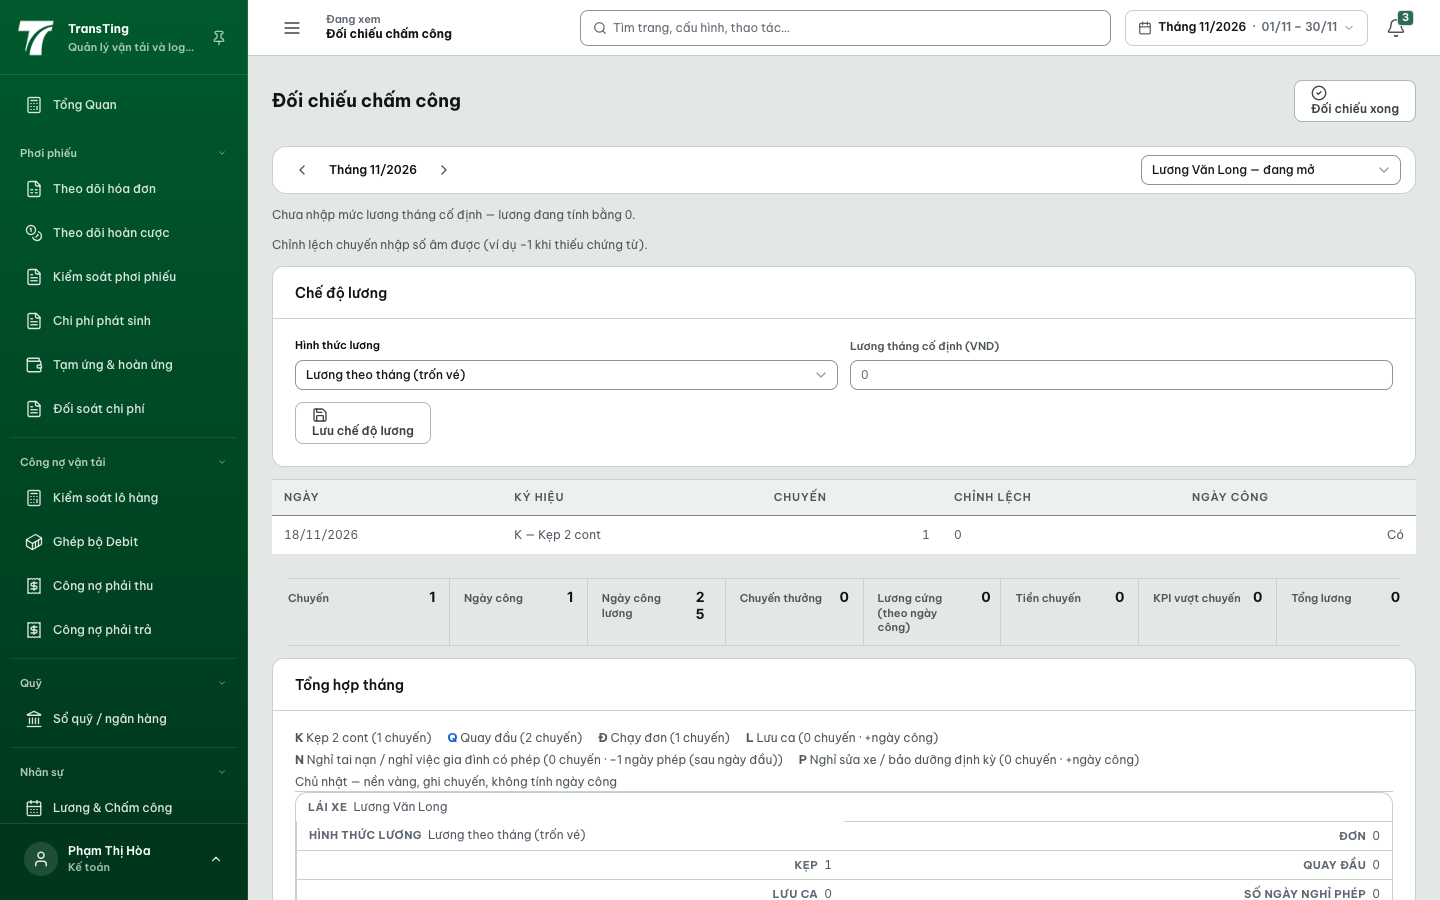 TransTing
Quản lý vận tải và log...
Tổng Quan
Phơi phiếu
Theo dõi hóa đơn
Theo dõi hoàn cược
Kiểm soát phơi phiếu
Chi phí phát sinh
Tạm ứng & hoàn ứng
Đối soát chi phí
Công nợ vận tải
Kiểm soát lô hàng
Ghép bộ Debit
Công nợ phải thu
Công nợ phải trả
Quỹ
Sổ quỹ / ngân hàng
Nhân sự
Lương & Chấm công
Phạm Thị Hòa
Kế toán
Đang xem
Đối chiếu chấm công
Tìm trang, cấu hình, thao tác...
Tháng 11/2026 · 01/11 – 30/11
3
Đối chiếu chấm công
Đối chiếu xong
Tháng 11/2026
Lương Văn Long — đang mở
Chưa nhập mức lương tháng cố định — lương đang tính bằng 0.
Chỉnh lệch chuyến nhập số âm được (ví dụ -1 khi thiếu chứng từ).
Chế độ lương
Hình thức lương
Lương tháng cố định (VND)
Lương theo tháng (trốn vé)
0
Lưu chế độ lương
NGÀY KÝ HIỆU CHUYẾN CHỈNH LỆCH NGÀY CÔNG
18/11/2026 K — Kẹp 2 cont 1 0 Có
Chuyến 1
Ngày công 1
Ngày công lương 25
Chuyến thưởng 0
Lương cứng (theo ngày công) 0
Tiền chuyến 0
KPI vượt chuyến 0
Tổng lương 0
Tổng hợp tháng
K Kẹp 2 cont (1 chuyến) Q Quay đầu (2 chuyến) Đ Chạy đơn (1 chuyến) L Lưu ca (0 chuyến · +ngày công)
N Nghỉ tai nạn / nghỉ việc gia đình có phép (0 chuyến · -1 ngày phép (sau ngày đầu)) P Nghỉ sửa xe / bảo dưỡng định kỳ (0 chuyến · +ngày công)
Chủ nhật — nền vàng, ghi chuyến, không tính ngày công
LÁI XE Lương Văn Long
HÌNH THỨC LƯƠNG Lương theo tháng (trốn vé) ĐƠN 0
KẸP 1 QUAY ĐẦU 0
LƯU CA 0 SỐ NGÀY NGHỈ PHÉP 0